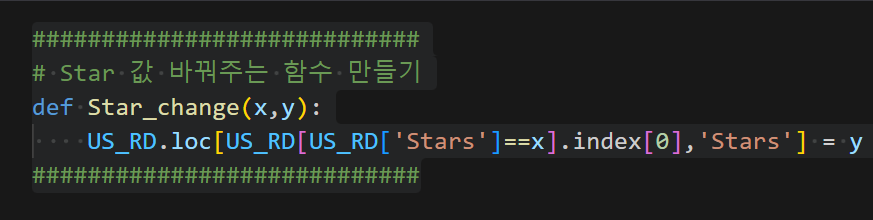 ############################
# Star 값 바꿔주는 함수 만들기
def Star_change(x,y):
    US_RD.loc[US_RD[US_RD['Stars']==x].index[0],'Stars'] = y
############################